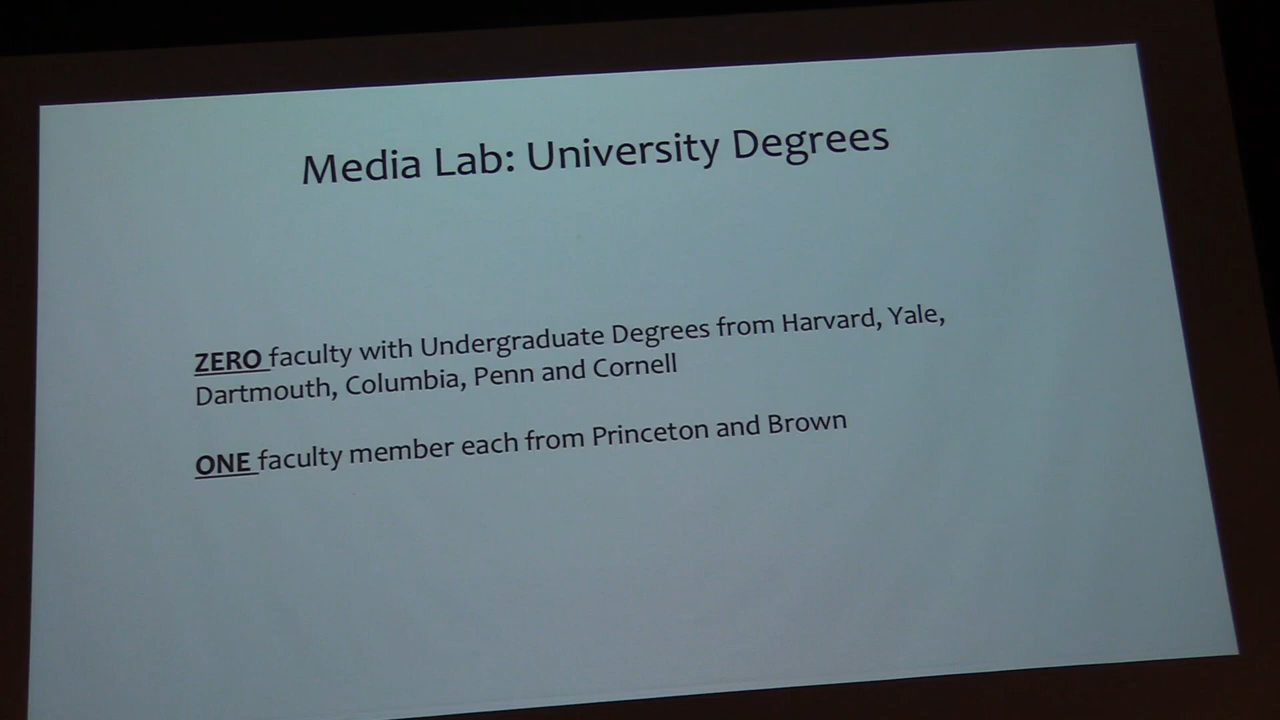 Media Lab: University Degrees
ZERO faculty with Undergraduate Degrees from Harvard, Yale,
Dartmouth, Columbia, Penn and Cornell
ONE faculty member each from Princeton and Brown